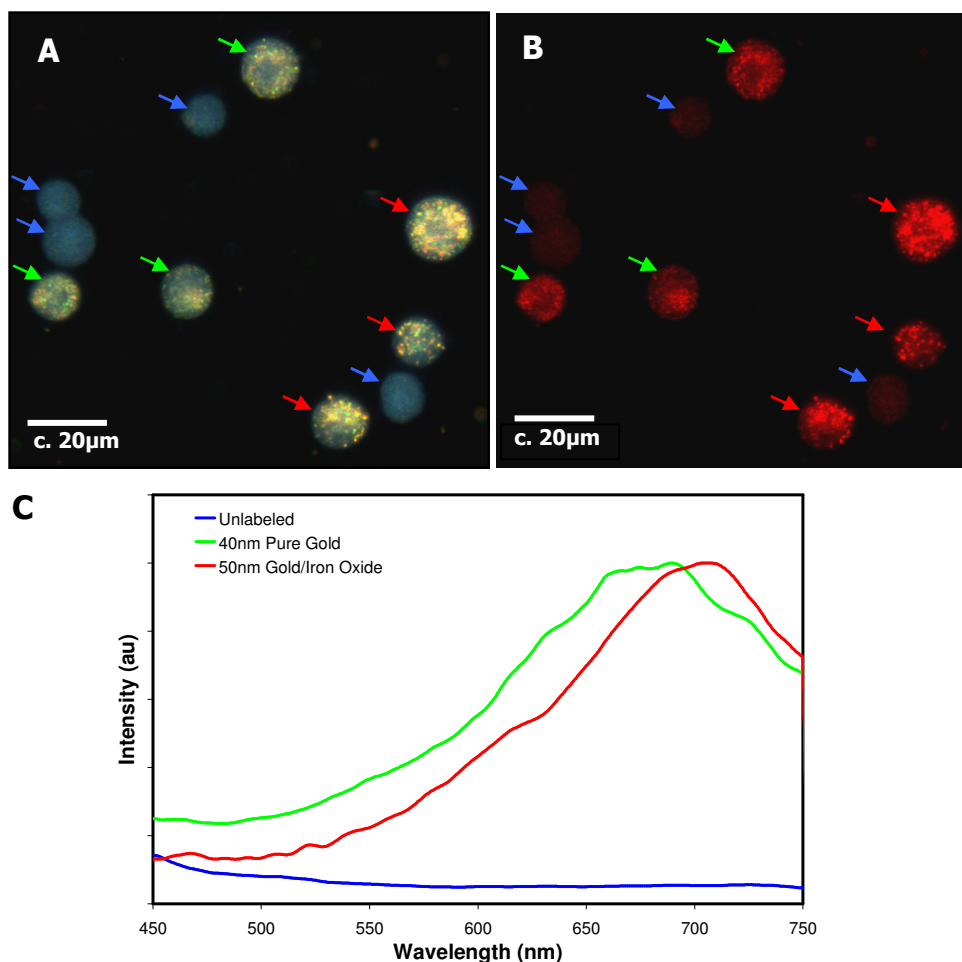 A
B
c. 20µm
c. 20µm
C
Unlabeled
40nm Pure Gold
50nm Gold/Iron Oxide
Intensity (au)
450 500 550 600 650 700 750
Wavelength (nm)